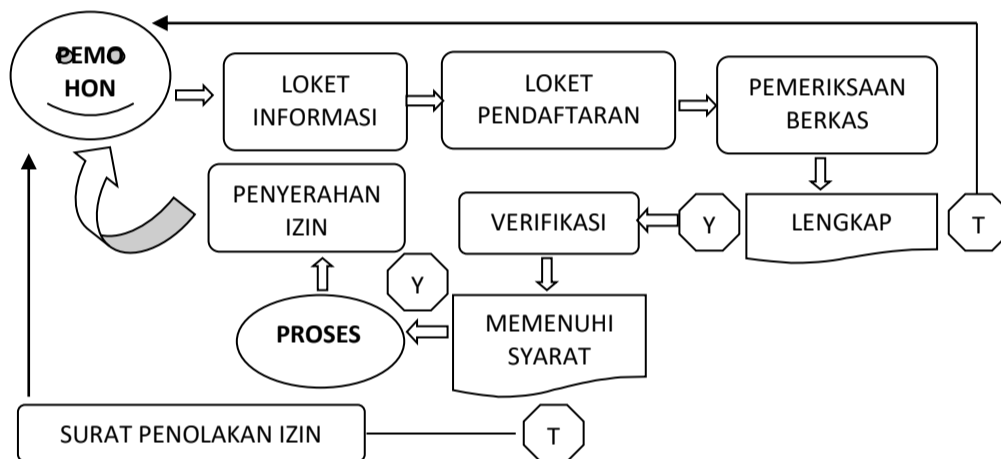 PEMO
HON
LOKET
INFORMASI
LOKET
PENDAFTARAN
PEMERIKSAAN
BERKAS
PENYERAHAN
IZIN
VERIFIKASI
Y
LENGKAP
T
Y
PROSES
MEMENUHI
SYARAT
SURAT PENOLAKAN IZIN
T